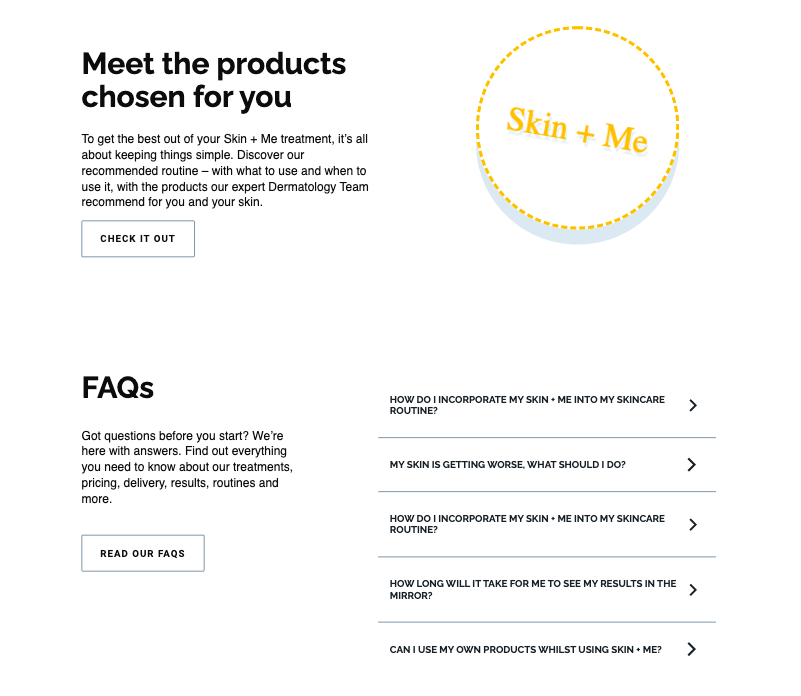 Meet the products
chosen for you
To get the best out of your Skin + Me treatment, it's all
about keeping things simple. Discover our
recommended routine – with what to use and when to
use it, with the products our expert Dermatology Team
recommend for you and your skin.
CHECK IT OUT
Skin + Me
FAQs
Got questions before you start? We're
here with answers. Find out everything
you need to know about our treatments,
pricing, delivery, results, routines and
more.
READ OUR FAQS
HOW DO I INCORPORATE MY SKIN + ME INTO MY SKINCARE
ROUTINE?
MY SKIN IS GETTING WORSE, WHAT SHOULD I DO?
HOW DO I INCORPORATE MY SKIN + ME INTO MY SKINCARE
ROUTINE?
HOW LONG WILL IT TAKE FOR ME TO SEE MY RESULTS IN THE
MIRROR?
CAN I USE MY OWN PRODUCTS WHILST USING SKIN + ME?